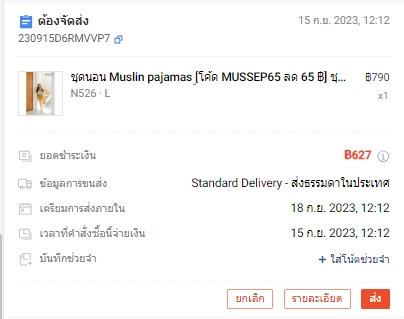 ต้องจัดส่ง 15 ก.ย. 2023, 12:12
230915D6RMVVP7
ชุดนอน Muslin pajamas [โค้ด MUSSEP65 ลด 65 ฿] ชุ... ฿790
N526 · L x1
ยอดชำระเงิน ฿627
ข้อมูลการขนส่ง Standard Delivery - ส่งธรรมดาในประเทศ
เตรียมการส่งภายใน 18 ก.ย. 2023, 12:12
เวลาที่คำสั่งซื้อนี้จ่ายเงิน 15 ก.ย. 2023, 12:12
บันทึกช่วยจำ + ใส่โน้ตช่วยจำ
ยกเลิก รายละเอียด ส่ง